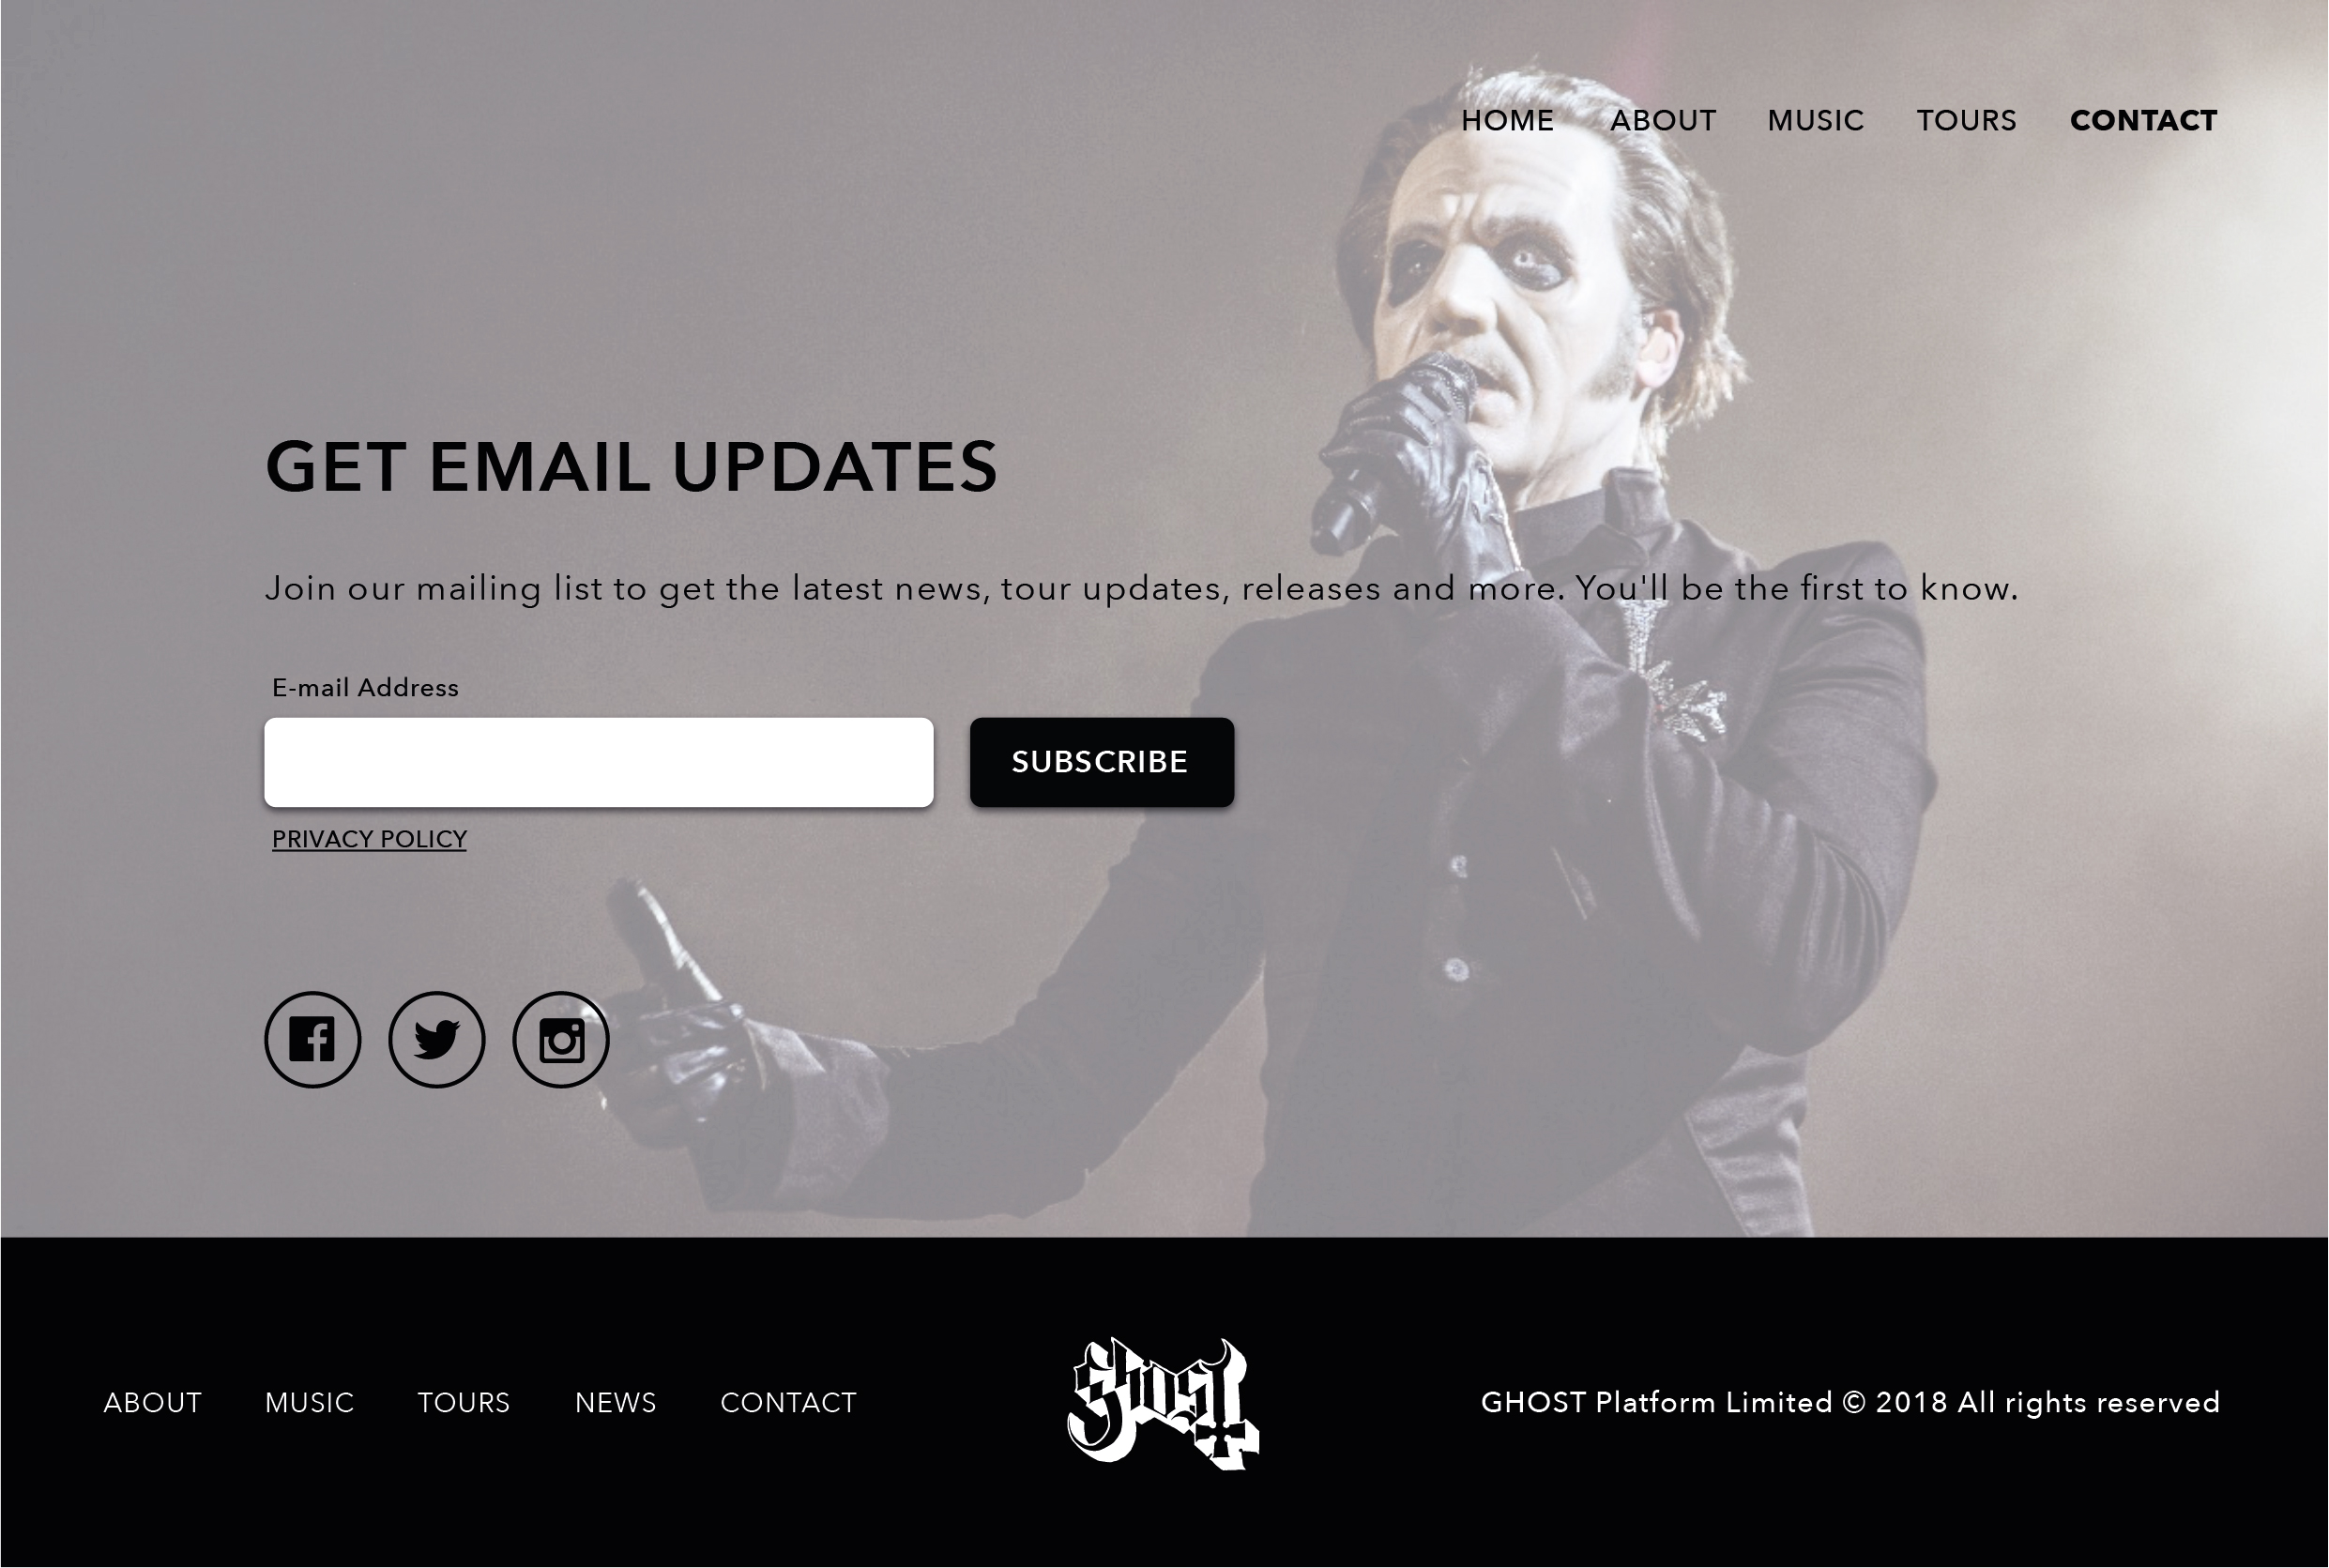 HOME ABOUT MUSIC TOURS CONTACT
GET EMAIL UPDATES
Join our mailing list to get the latest news, tour updates, releases and more. You'll be the first to know.
E-mail Address
SUBSCRIBE
PRIVACY POLICY
ABOUT MUSIC TOURS NEWS CONTACT
Ghost
GHOST Platform Limited © 2018 All rights reserved